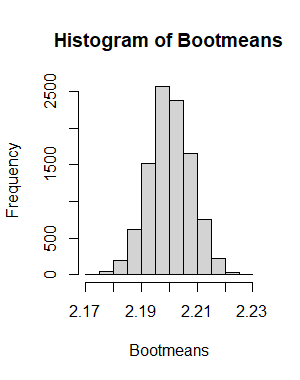 Histogram of Bootmeans
Frequency
2500
1500
500
0
2.17 2.19 2.21 2.23
Bootmeans